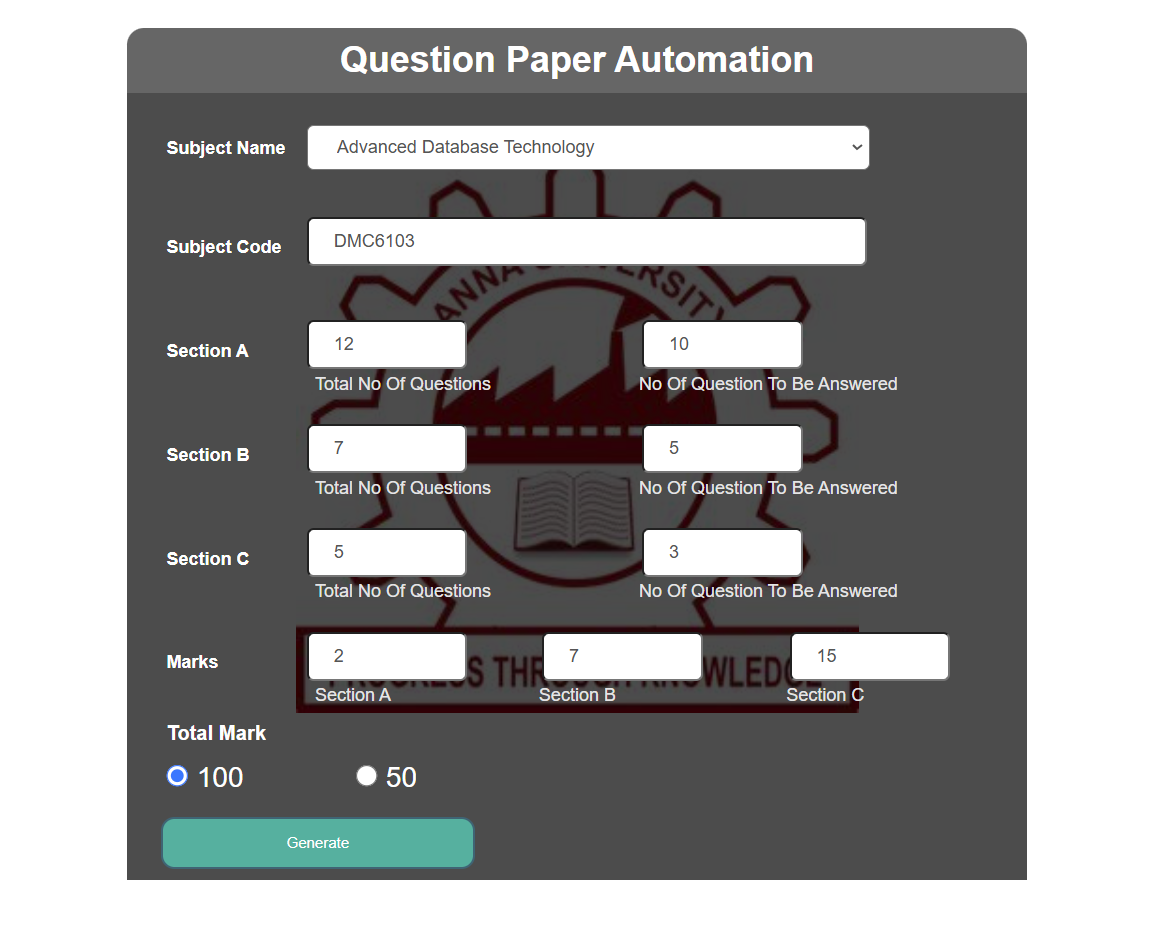 Question Paper Automation
Subject Name Advanced Database Technology
Subject Code DMC6103
ANNA UNIVERSITY
Section A 12 10
Total No Of Questions No Of Question To Be Answered
Section B 7 5
Total No Of Questions No Of Question To Be Answered
Section C 5 3
Total No Of Questions No Of Question To Be Answered
Marks 2 7 15
Section A Section B Section C
Total Mark
100 50
Generate